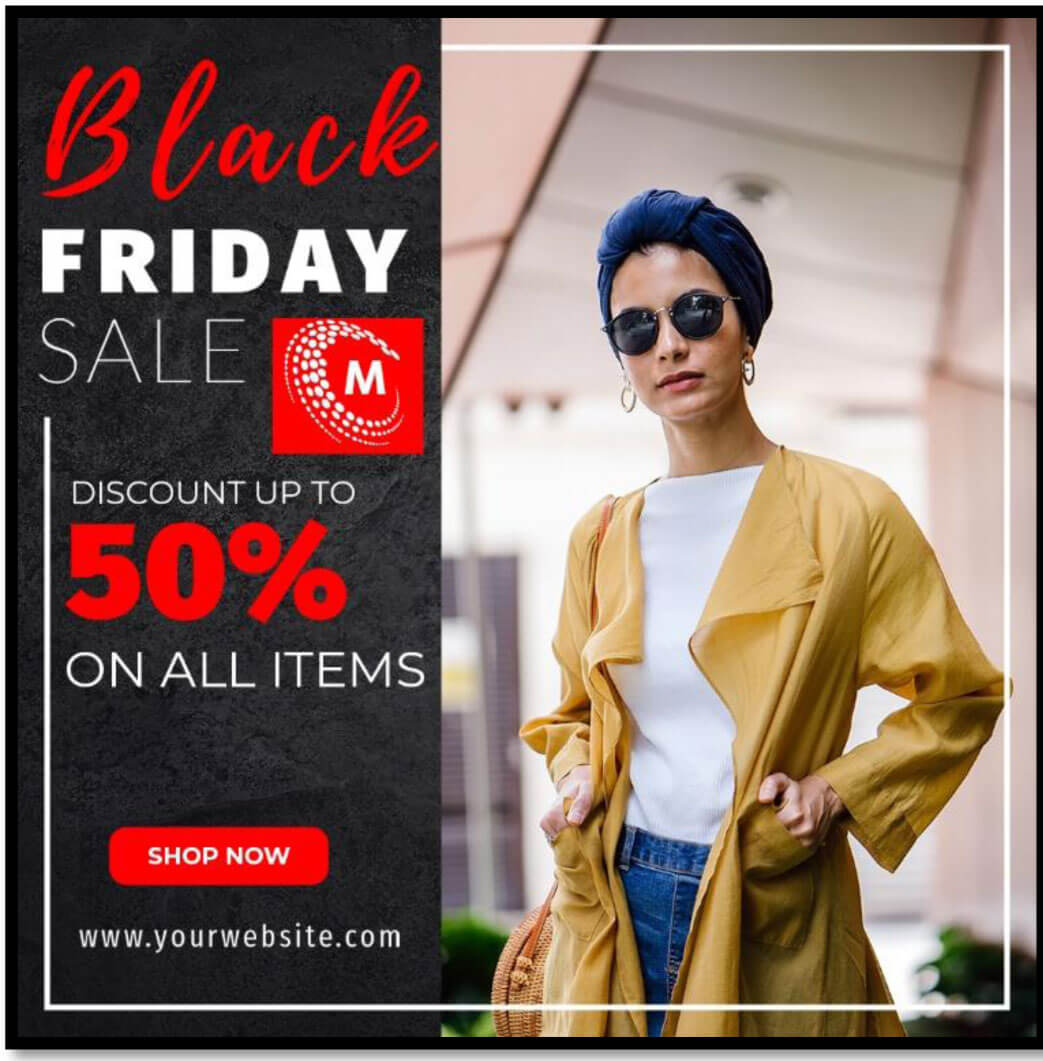 Black
FRIDAY
SALE
M
DISCOUNT UP TO
50%
ON ALL ITEMS
SHOP NOW
www.yourwebsite.com